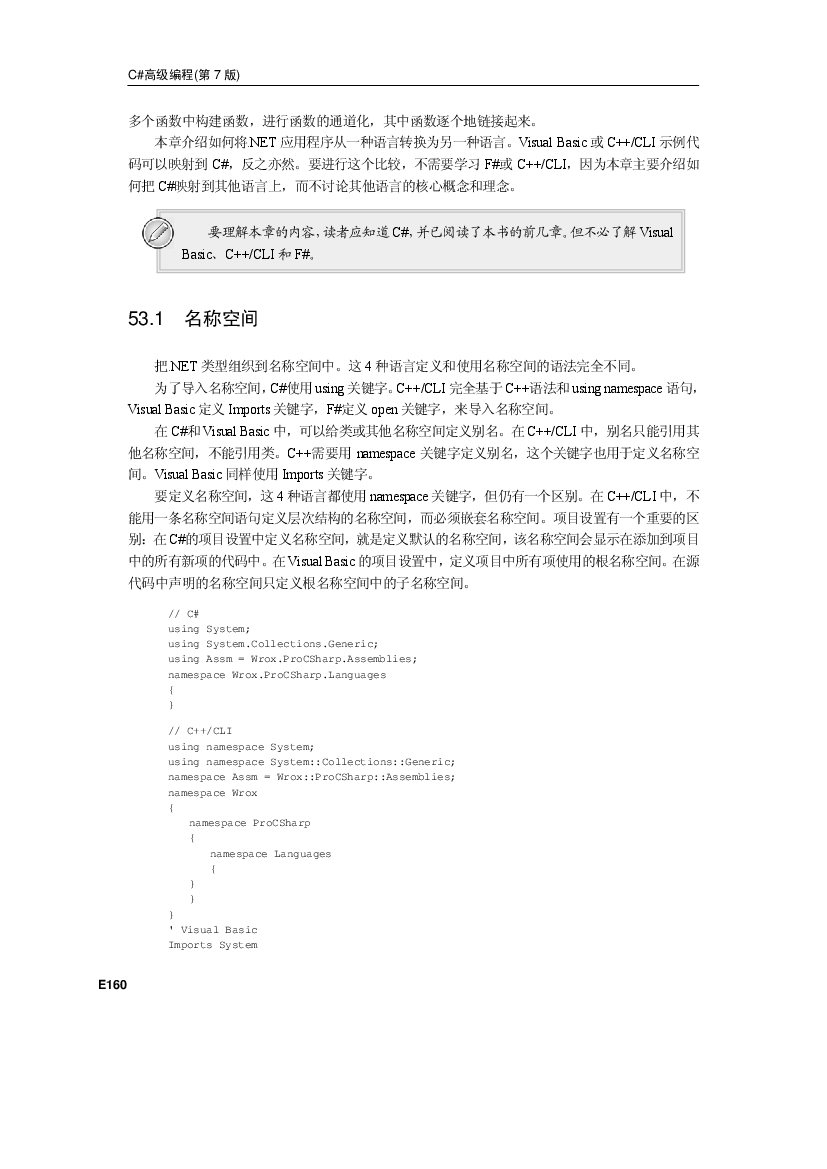 C#高级编程(第 7 版)
多个函数中构建函数，进行函数的通道化，其中函数逐个地链接起来。
本章介绍如何将.NET 应用程序从一种语言转换为另一种语言。Visual Basic 或 C++/CLI 示例代
码可以映射到 C#，反之亦然。要进行这个比较，不需要学习 F#或 C++/CLI，因为本章主要介绍如
何把 C#映射到其他语言上，而不讨论其他语言的核心概念和理念。
要理解本章的内容，读者应知道 C#，并已阅读了本书的前几章。但不必了解 Visual
Basic、C++/CLI 和 F#。
53.1 名称空间
把.NET 类型组织到名称空间中。这 4 种语言定义和使用名称空间的语法完全不同。
为了导入名称空间，C#使用 using 关键字。C++/CLI 完全基于 C++语法和 using namespace 语句，
Visual Basic 定义 Imports 关键字，F#定义 open 关键字，来导入名称空间。
在 C#和 Visual Basic 中，可以给类或其他名称空间定义别名。在 C++/CLI 中，别名只能引用其
他名称空间，不能引用类。C++需要用 namespace 关键字定义别名，这个关键字也用于定义名称空
间。Visual Basic 同样使用 Imports 关键字。
要定义名称空间，这 4 种语言都使用 namespace 关键字，但仍有一个区别。在 C++/CLI 中，不
能用一条名称空间语句定义层次结构的名称空间，而必须嵌套名称空间。项目设置有一个重要的区
别：在 C#的项目设置中定义名称空间，就是定义默认的名称空间，该名称空间会显示在添加到项目
中的所有新项的代码中。在 Visual Basic 的项目设置中，定义项目中所有项使用的根名称空间。在源
代码中声明的名称空间只定义根名称空间中的子名称空间。
// C#
using System;
using System.Collections.Generic;
using Assm = Wrox.ProCSharp.Assemblies;
namespace Wrox.ProCSharp.Languages
{
}
// C++/CLI
using namespace System;
using namespace System::Collections::Generic;
namespace Assm = Wrox::ProCSharp::Assemblies;
namespace Wrox
{
namespace ProCSharp
{
namespace Languages
{
}
}
}
' Visual Basic
Imports System
E160